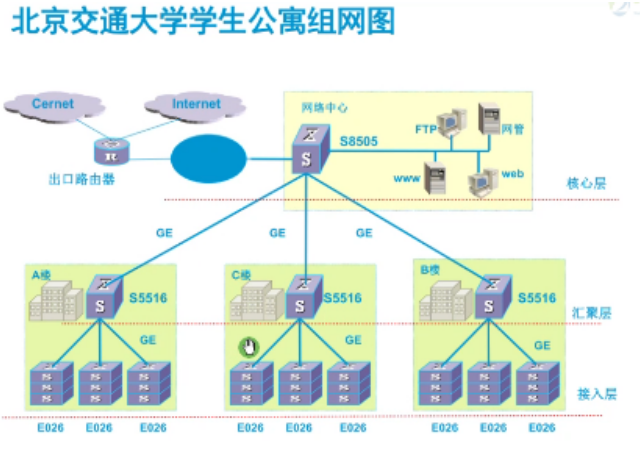 北京交通大学学生公寓组网图
Cernet
Internet
网络中心
FTP
网管
S8505
出口路由器
www
web
核心层
GE
GE
GE
A楼
S5516
C楼
S5516
B楼
S5516
汇聚层
GE
GE
GE
接入层
E026 E026 E026
E026 E026 E026
E026 E026 E026